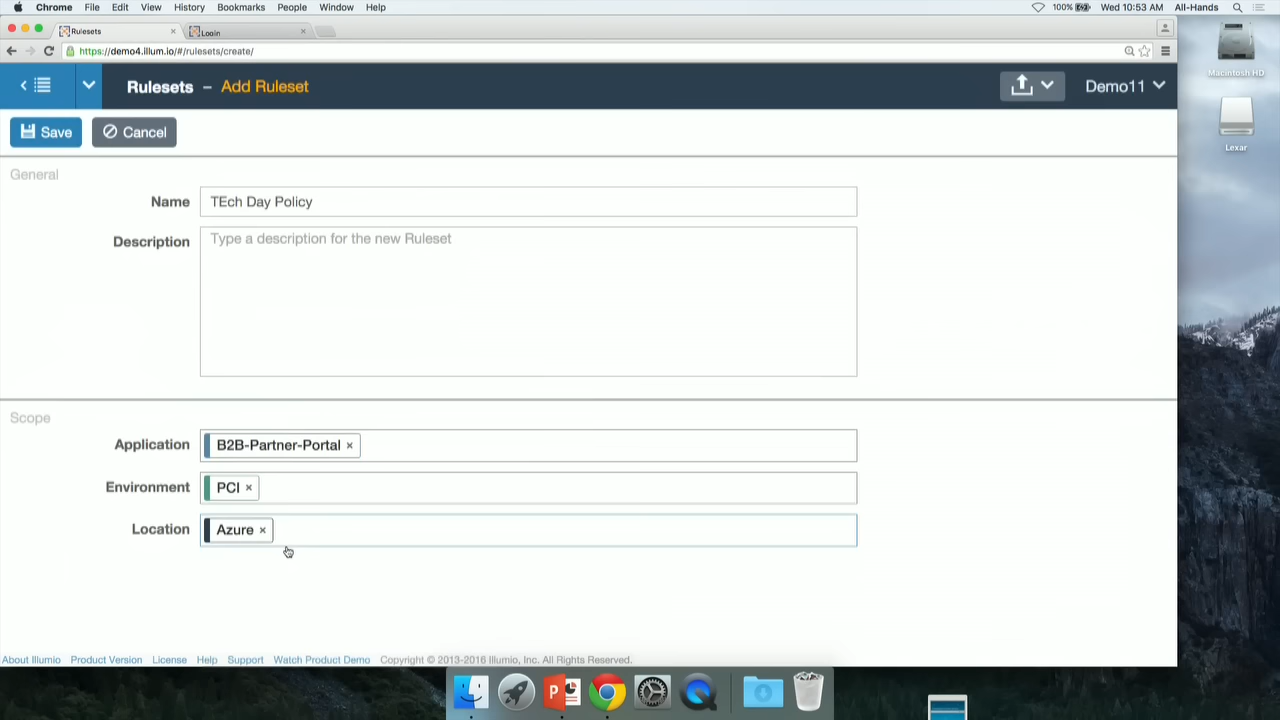 Chrome File Edit View History Bookmarks People Window Help 100% Wed 10:53 AM All-Hands
Rulesets × Login ×
https://demo4.illum.io/#/rulesets/create/
Rulesets – Add Ruleset Demo11
Save Cancel
General
Name TEch Day Policy
Description Type a description for the new Ruleset
Scope
Application B2B-Partner-Portal ×
Environment PCI ×
Location Azure ×
About Illumio Product Version License Help Support Watch Product Demo Copyright © 2013-2016 Illumio, Inc. All Rights Reserved.
Macintosh HD
Lexar
P